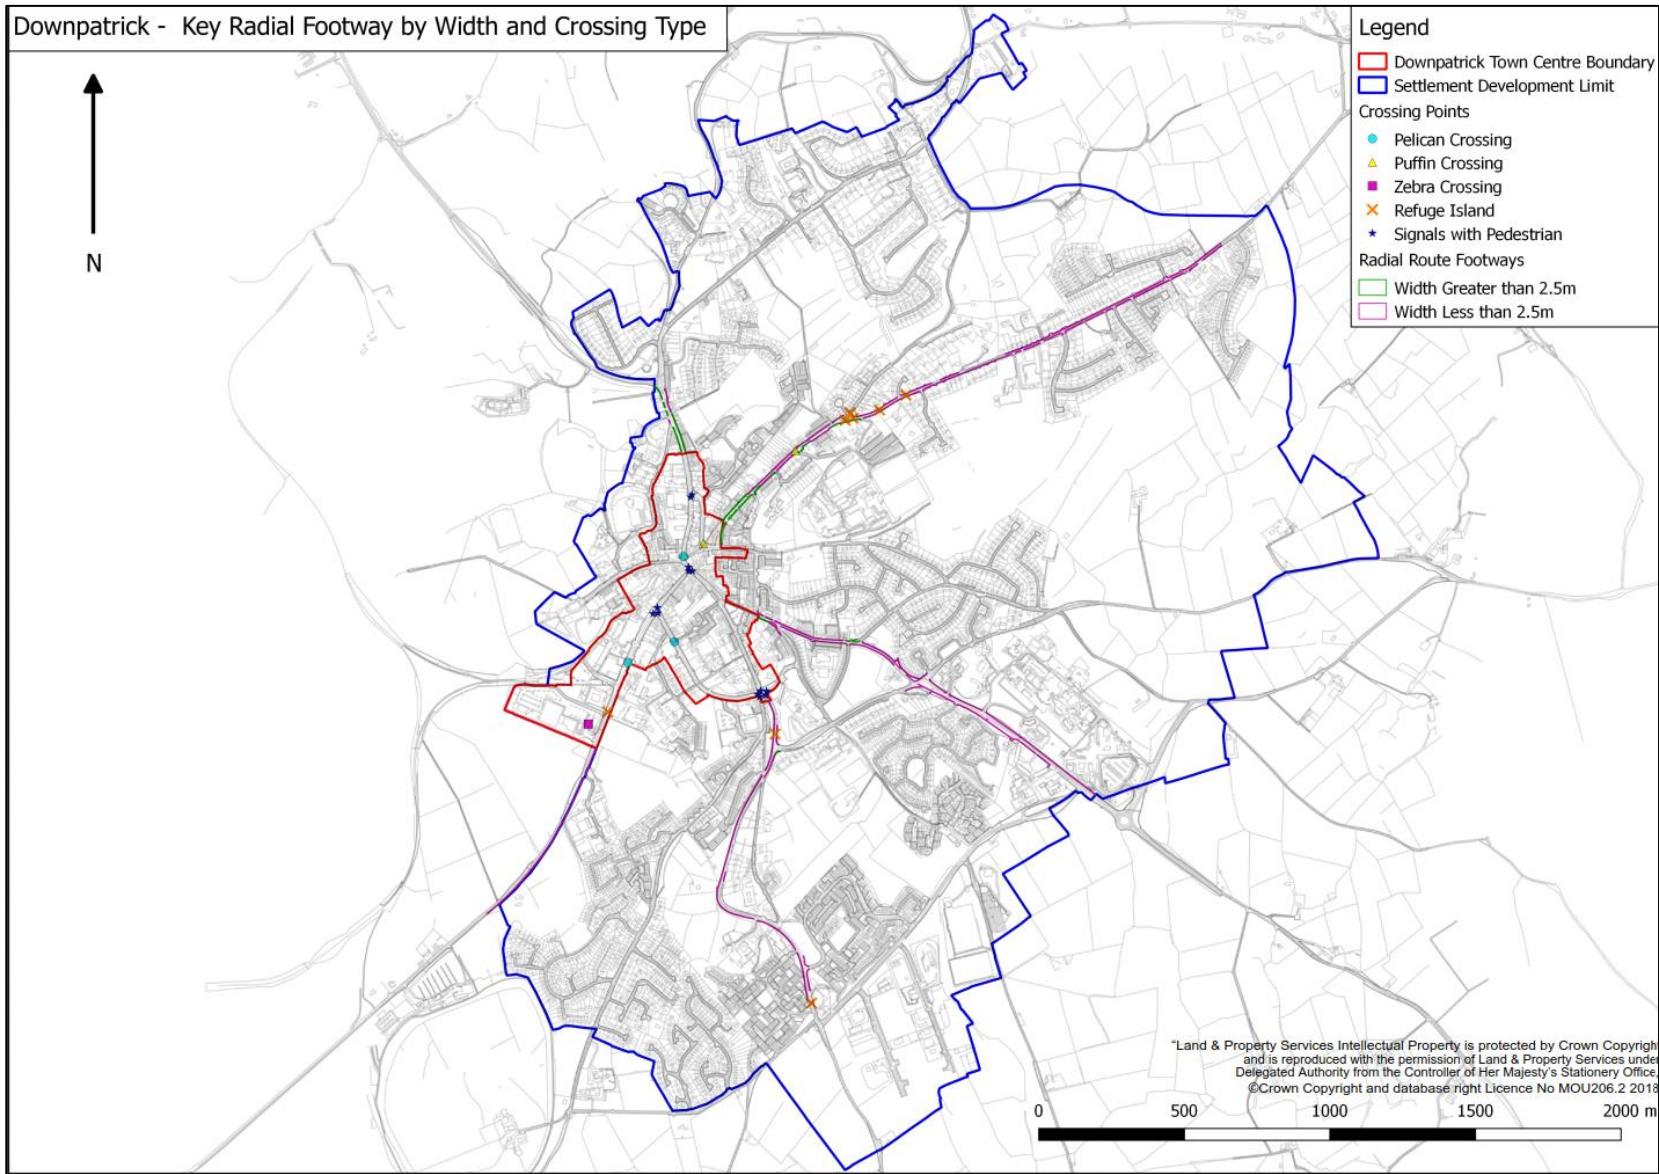 Downpatrick - Key Radial Footway by Width and Crossing Type
N
Legend
Downpatrick Town Centre Boundary
Settlement Development Limit
Crossing Points
Pelican Crossing
Puffin Crossing
Zebra Crossing
Refuge Island
Signals with Pedestrian
Radial Route Footways
Width Greater than 2.5m
Width Less than 2.5m
"Land & Property Services Intellectual Property is protected by Crown Copyright
and is reproduced with the permission of Land & Property Services under
Delegated Authority from the Controller of Her Majesty's Stationery Office,
©Crown Copyright and database right Licence No MOU206.2 2018
0 500 1000 1500 2000 m